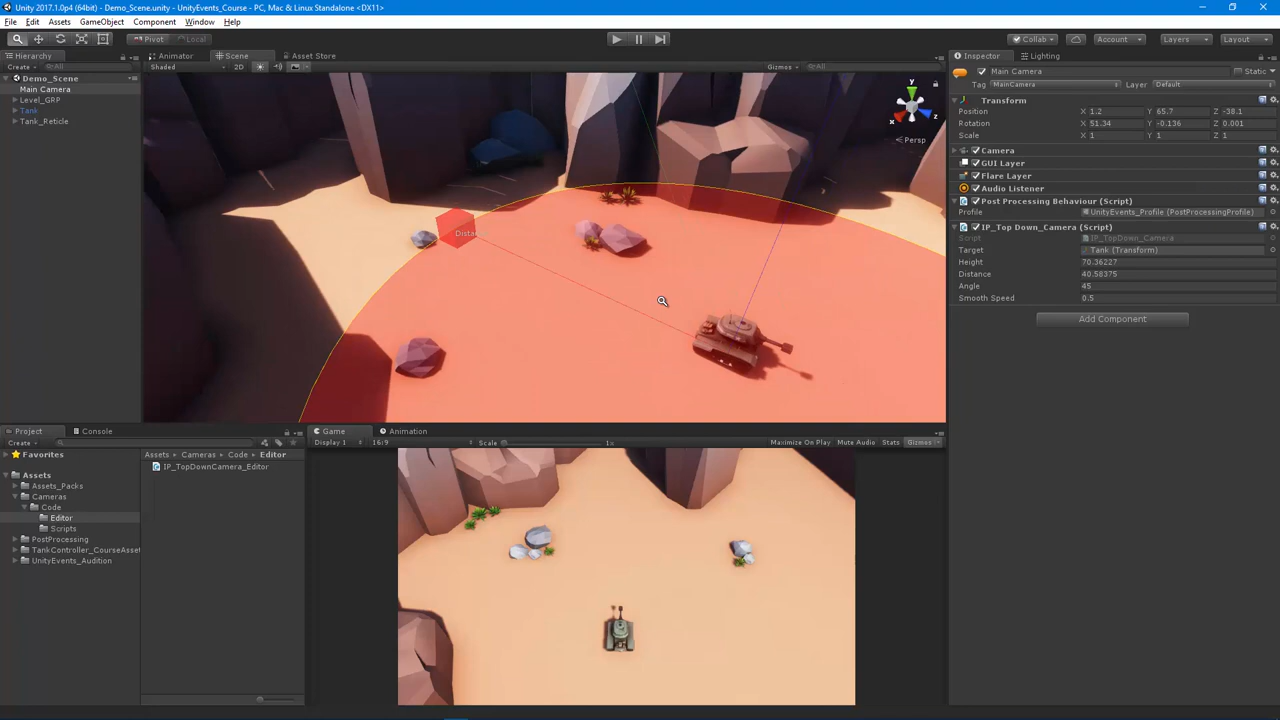 Unity 2017.1.0p4 (64bit) - Demo_Scene.unity - UnityEvents_Course - PC, Mac & Linux Standalone <DX11>
File Edit Assets GameObject Component Window Help
Pivot Local Collab Account Layers Layout
Hierarchy Animator Scene Asset Store Inspector Lighting
Create All Shaded 2D Gizmos All Main Camera Static
Tag MainCamera Layer Default
Demo_Scene
Main Camera
Level_GRP
Tank
Tank_Reticle
y
x
z
Persp
Distan
Transform
Position X 1.2 Y 65.7 Z -38.1
Rotation X 51.34 Y -0.136 Z 0.001
Scale X 1 Y 1 Z 1
Camera
GUI Layer
Flare Layer
Audio Listener
Post Processing Behaviour (Script)
Profile UnityEvents_Profile (PostProcessingProfile)
IP_Top Down_Camera (Script)
Script IP_TopDown_Camera
Target Tank (Transform)
Height 70.36227
Distance 40.58375
Angle 45
Smooth Speed 0.5
Add Component
Project Console Game Animation
Create Display 1 16:9 Scale 1x Maximize On Play Mute Audio Stats Gizmos
Favorites
Assets
Assets_Packs
Cameras
Code
Editor
Scripts
PostProcessing
TankController_CourseAsset
UnityEvents_Audition
Assets Cameras Code Editor
IP_TopDownCamera_Editor